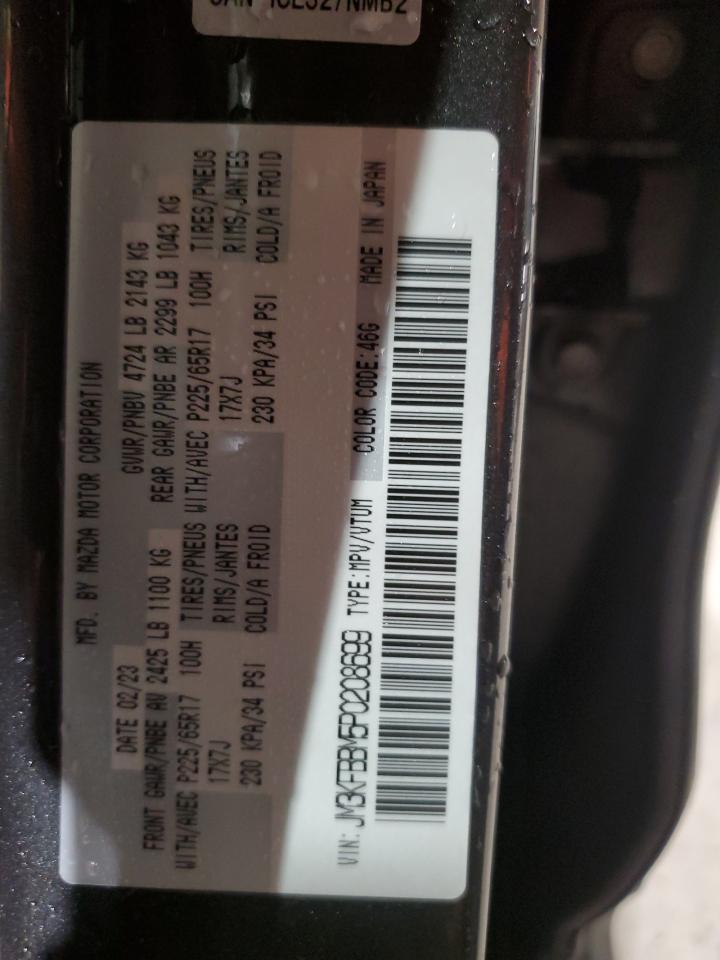 CAN ICES2/NMB2
MFD. BY MAZDA MOTOR CORPORATION
DATE 02/23 GVWR/PNBV 4724 LB 2143 KG
FRONT GAWR/PNBE AV 2425 LB 1100 KG REAR GAWR/PNBE AR 2299 LB 1043 KG
WITH/AVEC P225/65R17 100H TIRES/PNEUS WITH/AVEC P225/65R17 100H TIRES/PNEUS
17X7J RIMS/JANTES 17X7J RIMS/JANTES
230 KPA/34 PSI COLD/A FROID 230 KPA/34 PSI COLD/A FROID
VIN: JM3KFBBM5P0208699 TYPE:MPV/VTUM COLOR CODE:46G MADE IN JAPAN